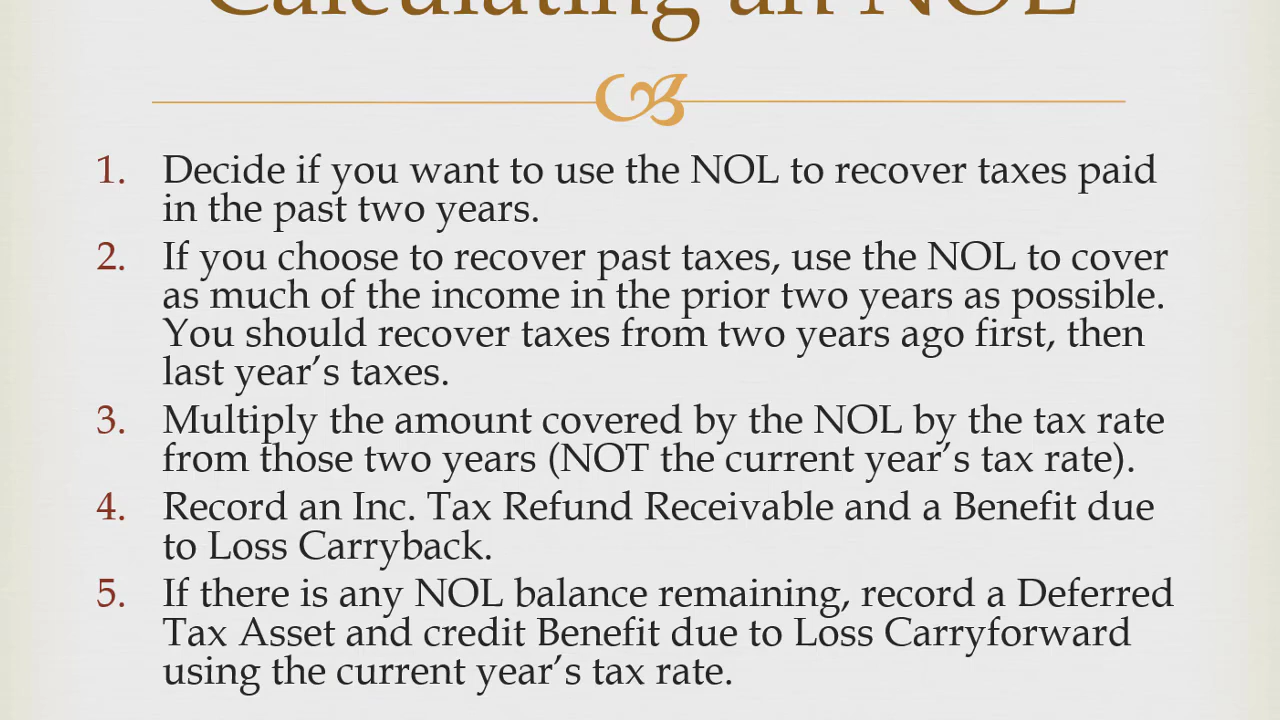 Calculating an NOL
1. Decide if you want to use the NOL to recover taxes paid
in the past two years.
2. If you choose to recover past taxes, use the NOL to cover
as much of the income in the prior two years as possible.
You should recover taxes from two years ago first, then
last year’s taxes.
3. Multiply the amount covered by the NOL by the tax rate
from those two years (NOT the current year’s tax rate).
4. Record an Inc. Tax Refund Receivable and a Benefit due
to Loss Carryback.
5. If there is any NOL balance remaining, record a Deferred
Tax Asset and credit Benefit due to Loss Carryforward
using the current year’s tax rate.